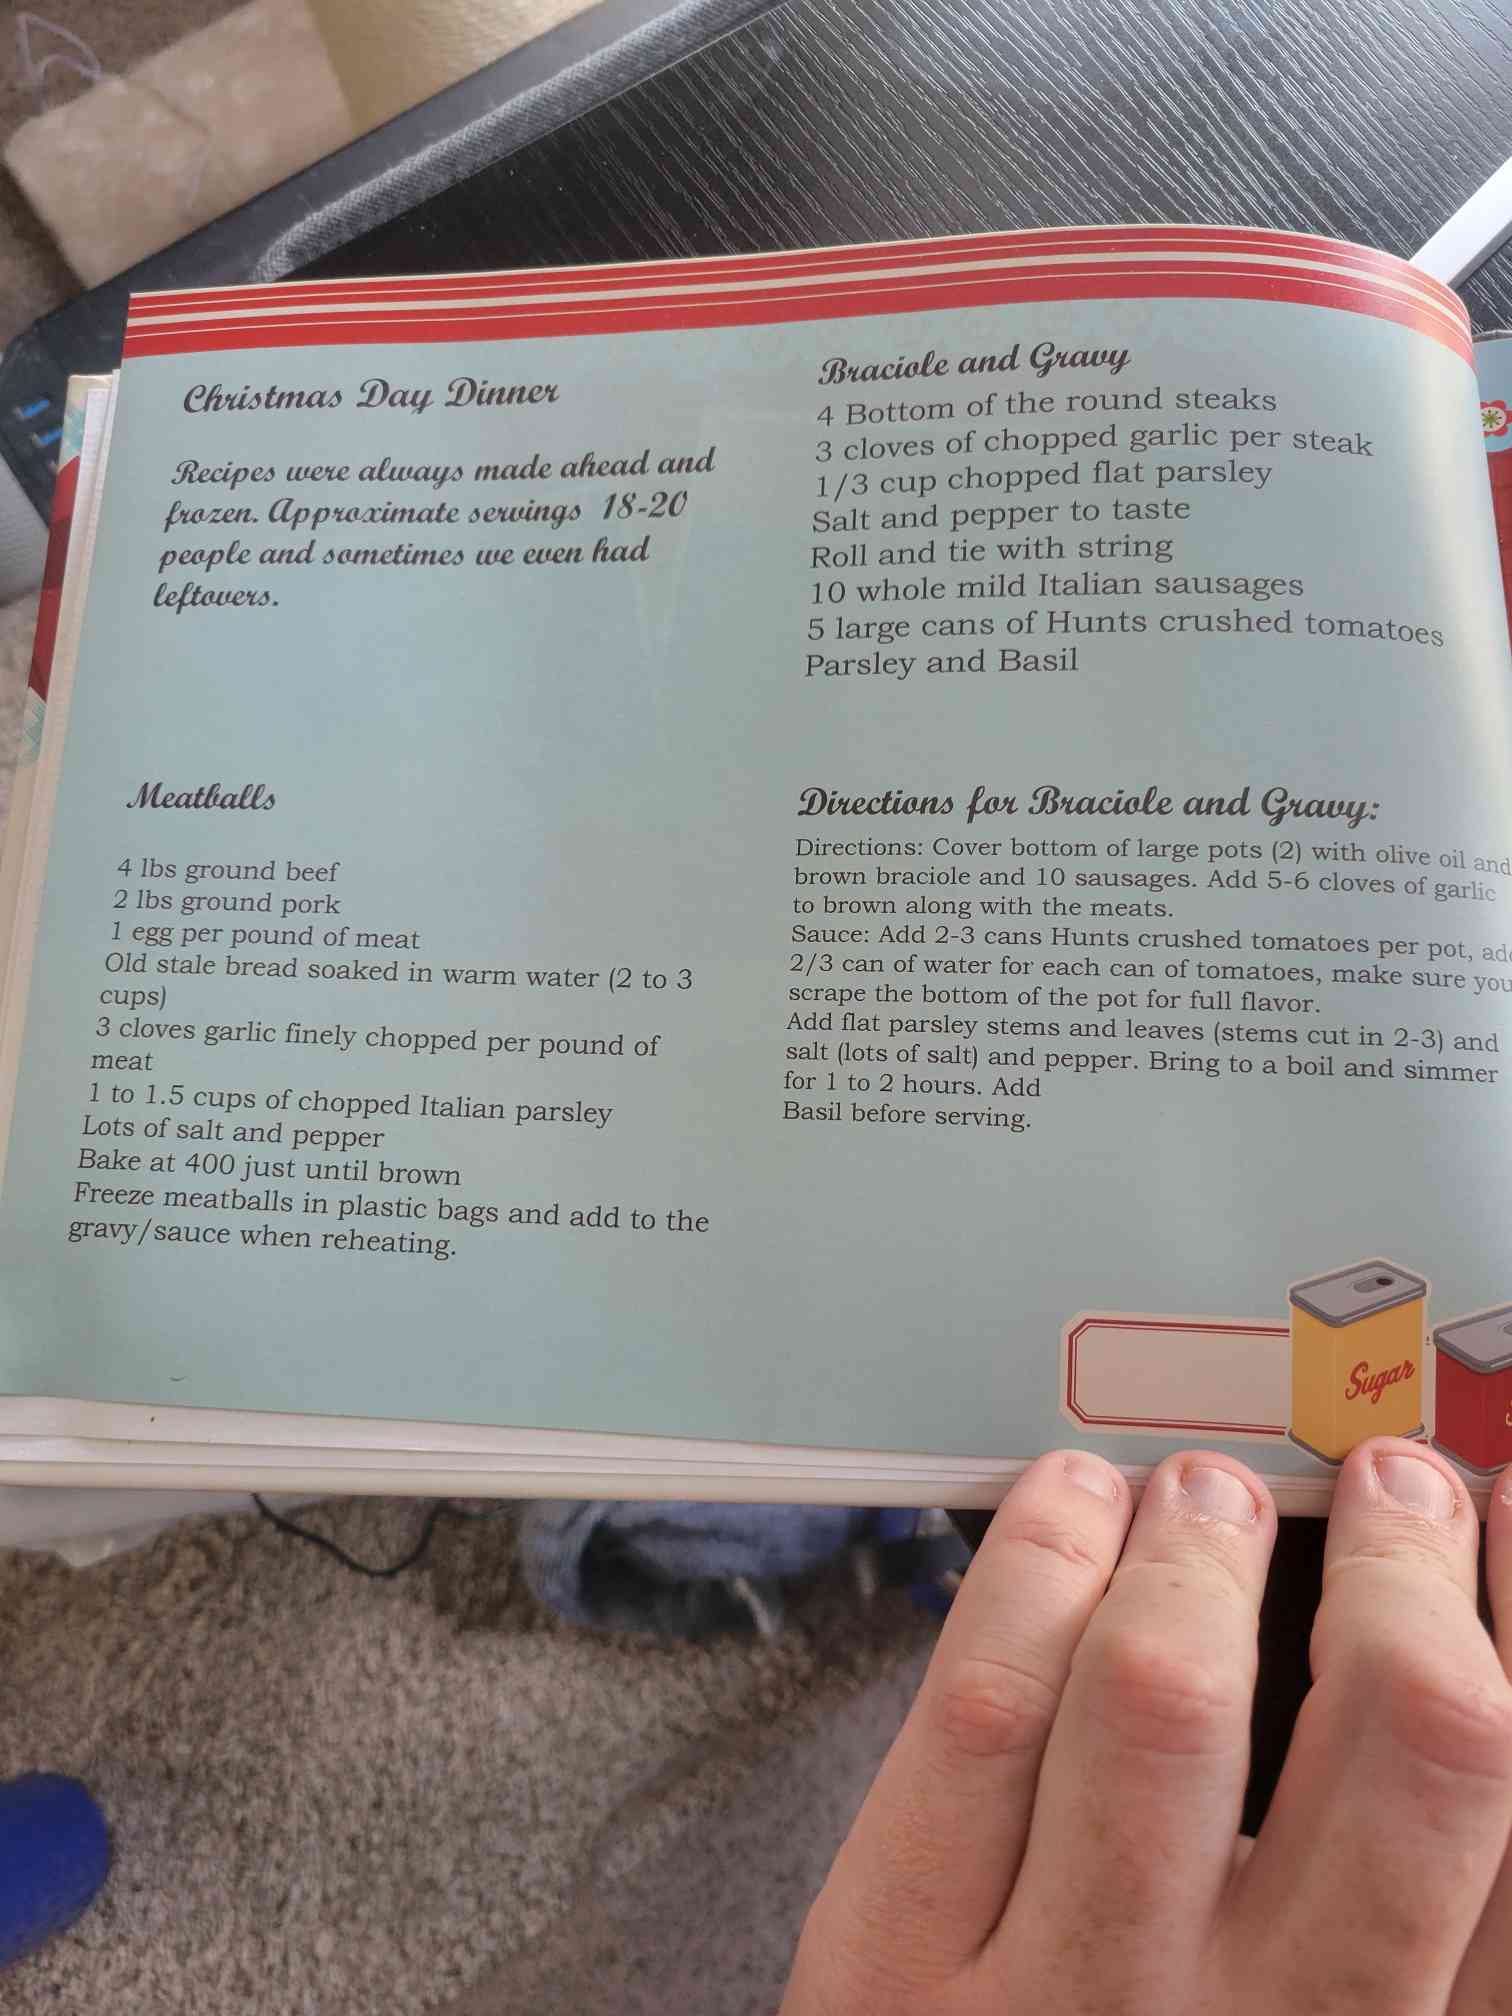 Christmas Day Dinner
Recipes were always made ahead and
frozen. Approximate servings 18-20
people and sometimes we even had
leftovers.
Meatballs
4 lbs ground beef
2 lbs ground pork
1 egg per pound of meat
Old stale bread soaked in warm water (2 to 3
cups)
3 cloves garlic finely chopped per pound of
meat
1 to 1.5 cups of chopped Italian parsley
Lots of salt and pepper
Bake at 400 just until brown
Freeze meatballs in plastic bags and add to the
gravy/sauce when reheating.
Braciole and Gravy
4 Bottom of the round steaks
3 cloves of chopped garlic per steak
1/3 cup chopped flat parsley
Salt and pepper to taste
Roll and tie with string
10 whole mild Italian sausages
5 large cans of Hunts crushed tomatoes
Parsley and Basil
Directions for Braciole and Gravy:
Directions: Cover bottom of large pots (2) with olive oil and
brown braciole and 10 sausages. Add 5-6 cloves of garlic
to brown along with the meats.
Sauce: Add 2-3 cans Hunts crushed tomatoes per pot,
2/3 can of water for each can of tomatoes, make sure you
scrape the bottom of the pot for full flavor.
Add flat parsley stems and leaves (stems cut in 2-3) and
salt (lots of salt) and pepper. Bring to a boil and simmer
for 1 to 2 hours. Add
Basil before serving.
Sugar